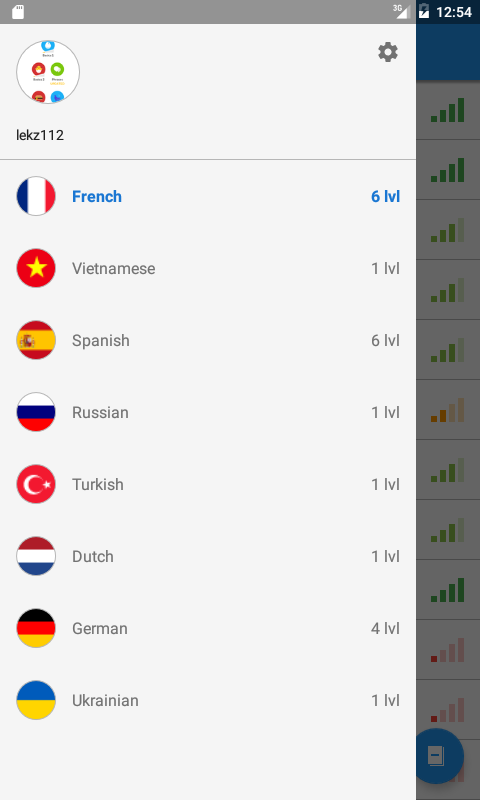 3G 12:54
lekz112
French 6 lvl
Vietnamese 1 lvl
Spanish 6 lvl
Russian 1 lvl
Turkish 1 lvl
Dutch 1 lvl
German 4 lvl
Ukrainian 1 lvl